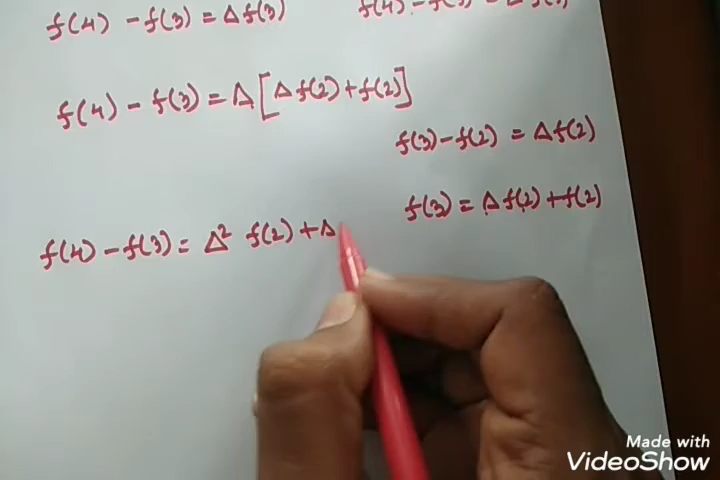 f(4) - f(3) = Δf(3)
f(4) - f(3) = Δ[Δf(2)+f(2)]
f(3)-f(2) = Δf(2)
f(3) = Δf(2)+f(2)
f(4) - f(3) = Δ² f(2) + Δ
Made with
VideoShow